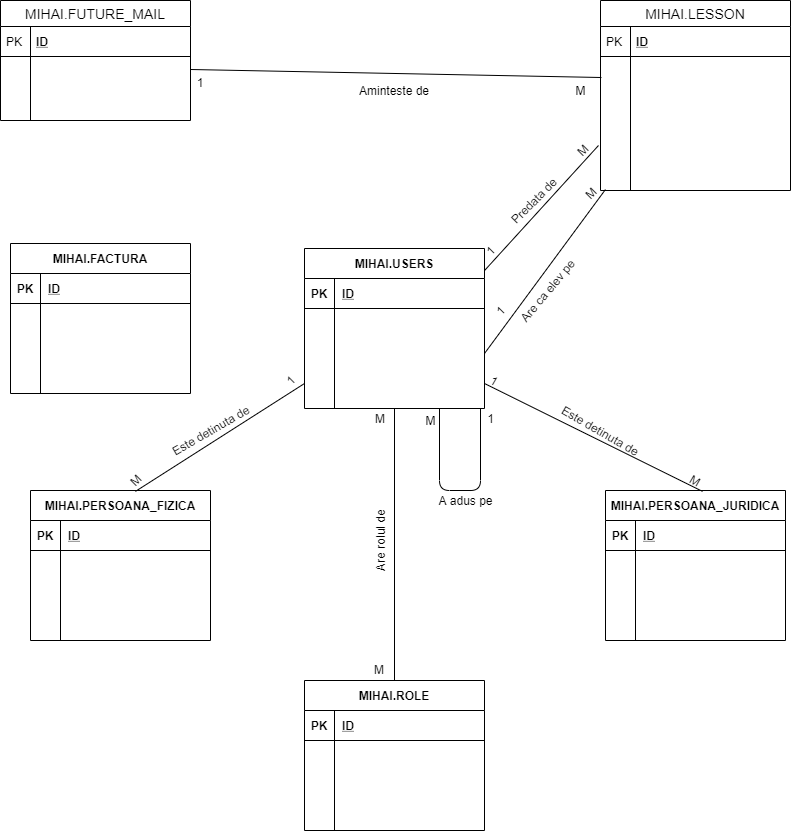 MIHAI.FUTURE_MAIL
PK ID
MIHAI.LESSON
PK ID
1
Aminteste de
M
M
Predata de
1
M
Are ca elev pe
1
MIHAI.FACTURA
PK ID
MIHAI.USERS
PK ID
1
Este detinuta de
M
M
M
1
1
Este detinuta de
M
A adus pe
MIHAI.PERSOANA_FIZICA
PK ID
Are rolul de
MIHAI.PERSOANA_JURIDICA
PK ID
M
MIHAI.ROLE
PK ID